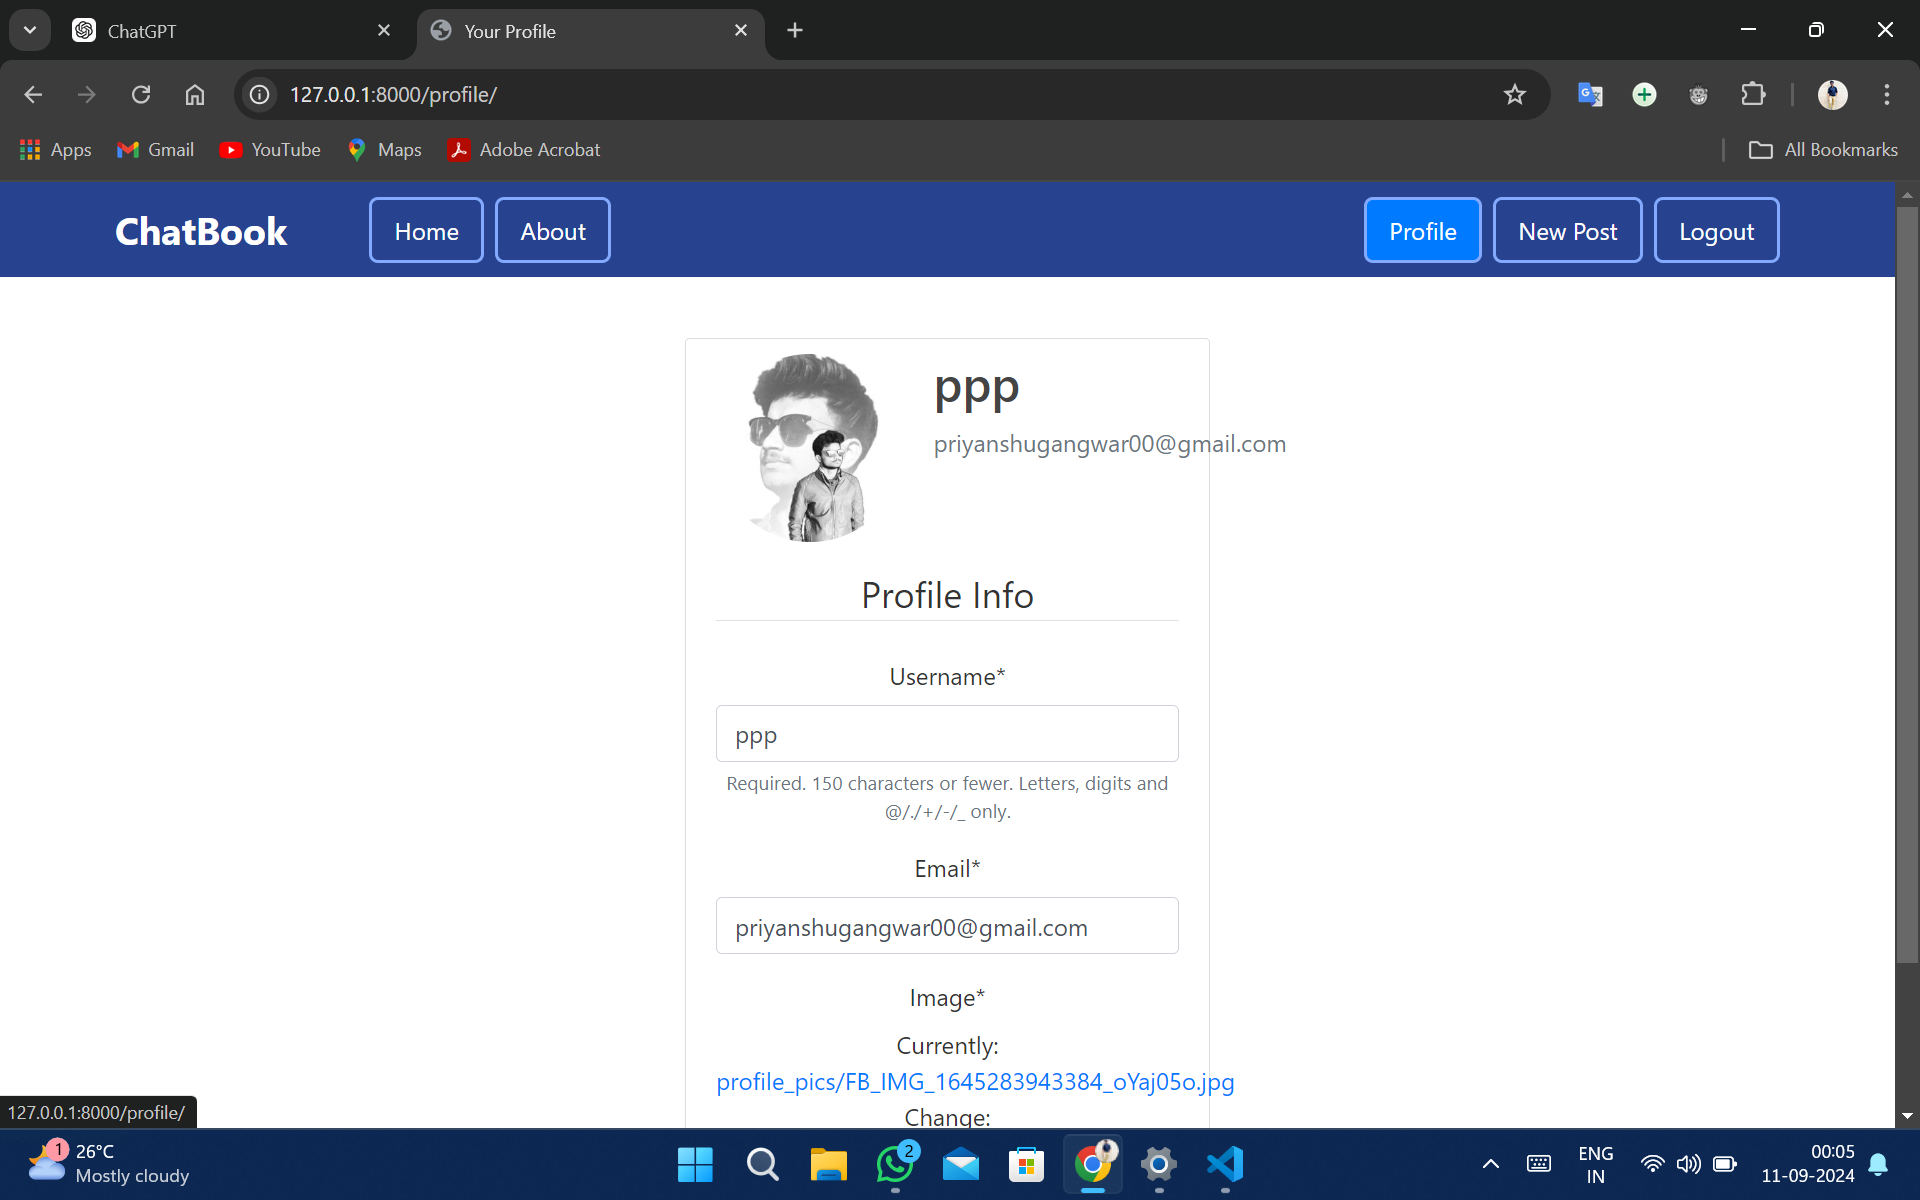 ChatGPT
Your Profile
127.0.0.1:8000/profile/
Apps
Gmail
YouTube
Maps
Adobe Acrobat
All Bookmarks
ChatBook
Home
About
Profile
New Post
Logout
ppp
priyanshugangwar00@gmail.com
Profile Info
Username*
ppp
Required. 150 characters or fewer. Letters, digits and
@/./+/-/_ only.
Email*
priyanshugangwar00@gmail.com
Image*
Currently:
profile_pics/FB_IMG_1645283943384_oYaj05o.jpg
Change:
127.0.0.1:8000/profile/
1
26°C
Mostly cloudy
2
ENG
IN
00:05
11-09-2024